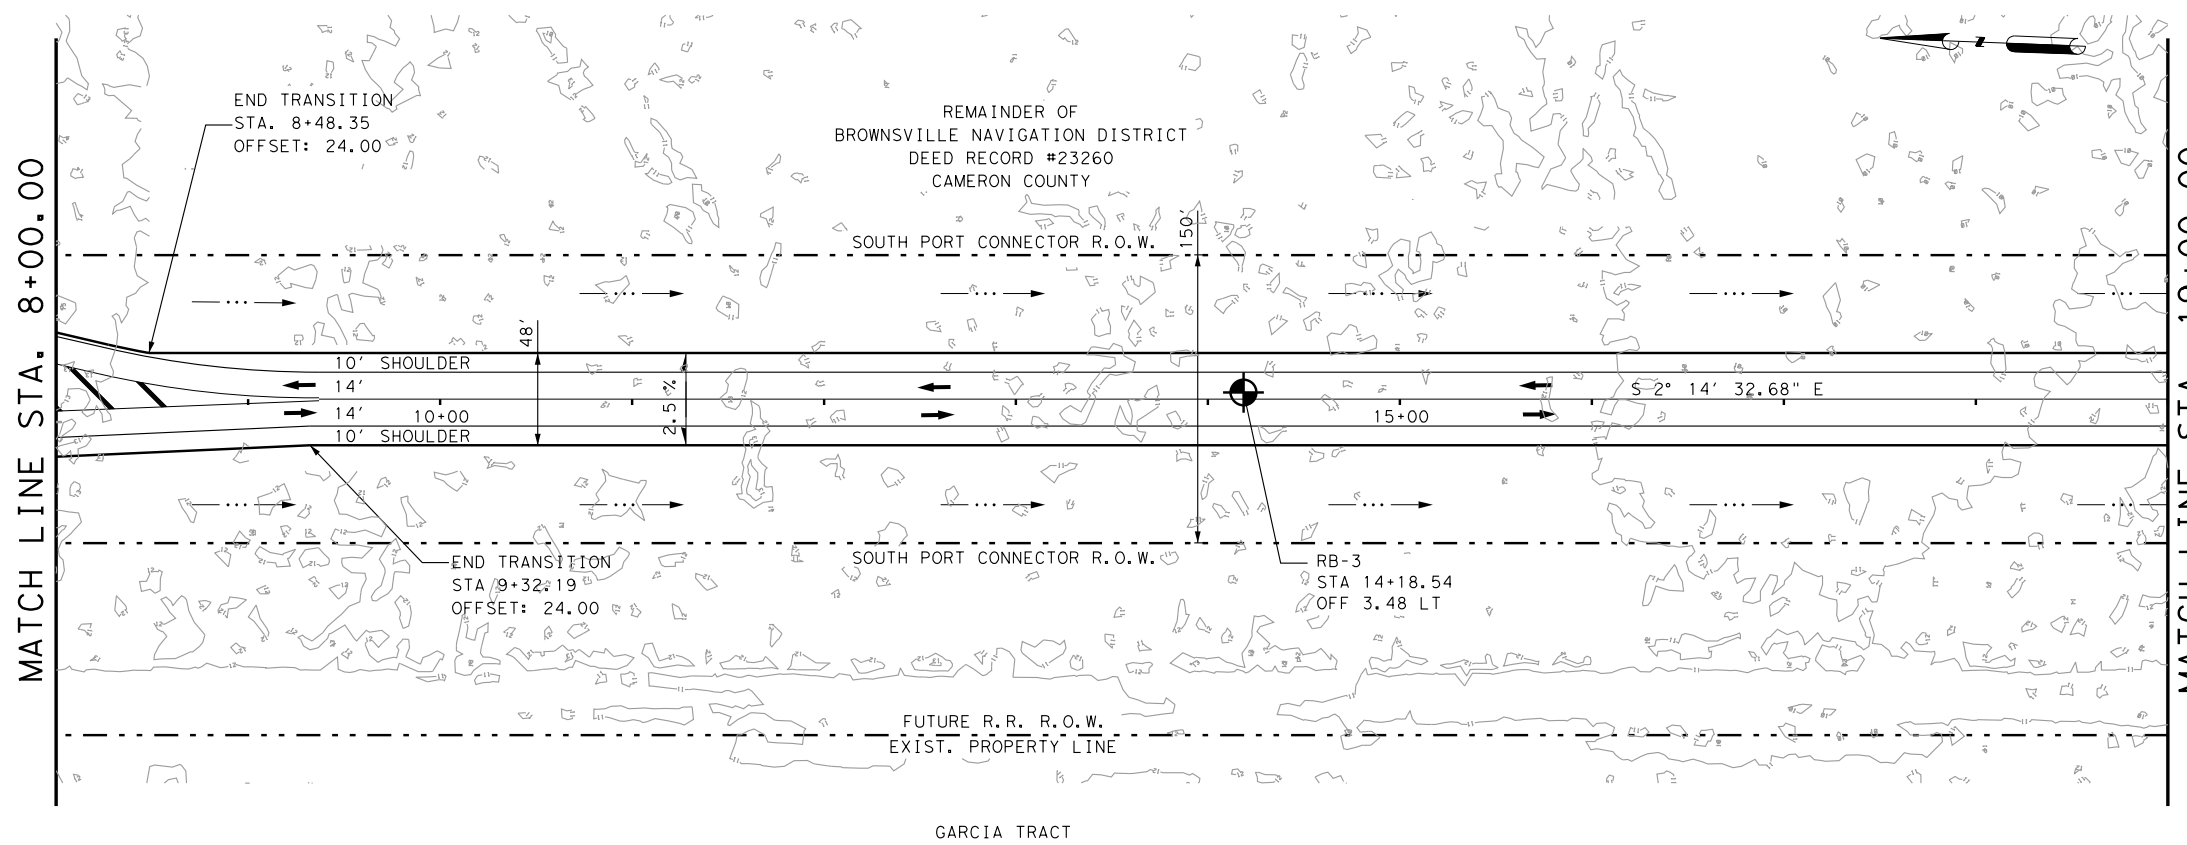 END TRANSITION
STA. 8+48.35
OFFSET: 24.00
REMAINDER OF
BROWNSVILLE NAVIGATION DISTRICT
DEED RECORD #23260
CAMERON COUNTY
MATCH LINE STA. 8+00.00
SOUTH PORT CONNECTOR R.O.W.
150'
48'
10' SHOULDER
14'
14'
10+00
10' SHOULDER
2.5%
15+00
S 2° 14' 32.68" E
SOUTH PORT CONNECTOR R.O.W.
END TRANSITION
STA 9+32.19
OFFSET: 24.00
RB-3
STA 14+18.54
OFF 3.48 LT
FUTURE R.R. R.O.W.
EXIST. PROPERTY LINE
GARCIA TRACT
MATCH LINE STA